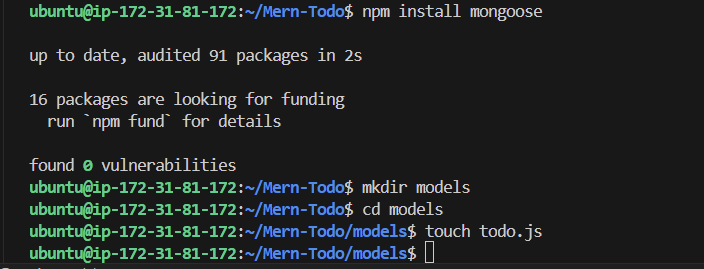 ubuntu@ip-172-31-81-172:~/Mern-Todo$ npm install mongoose
up to date, audited 91 packages in 2s
16 packages are looking for funding
  run `npm fund` for details
found 0 vulnerabilities
ubuntu@ip-172-31-81-172:~/Mern-Todo$ mkdir models
ubuntu@ip-172-31-81-172:~/Mern-Todo$ cd models
ubuntu@ip-172-31-81-172:~/Mern-Todo/models$ touch todo.js
ubuntu@ip-172-31-81-172:~/Mern-Todo/models$